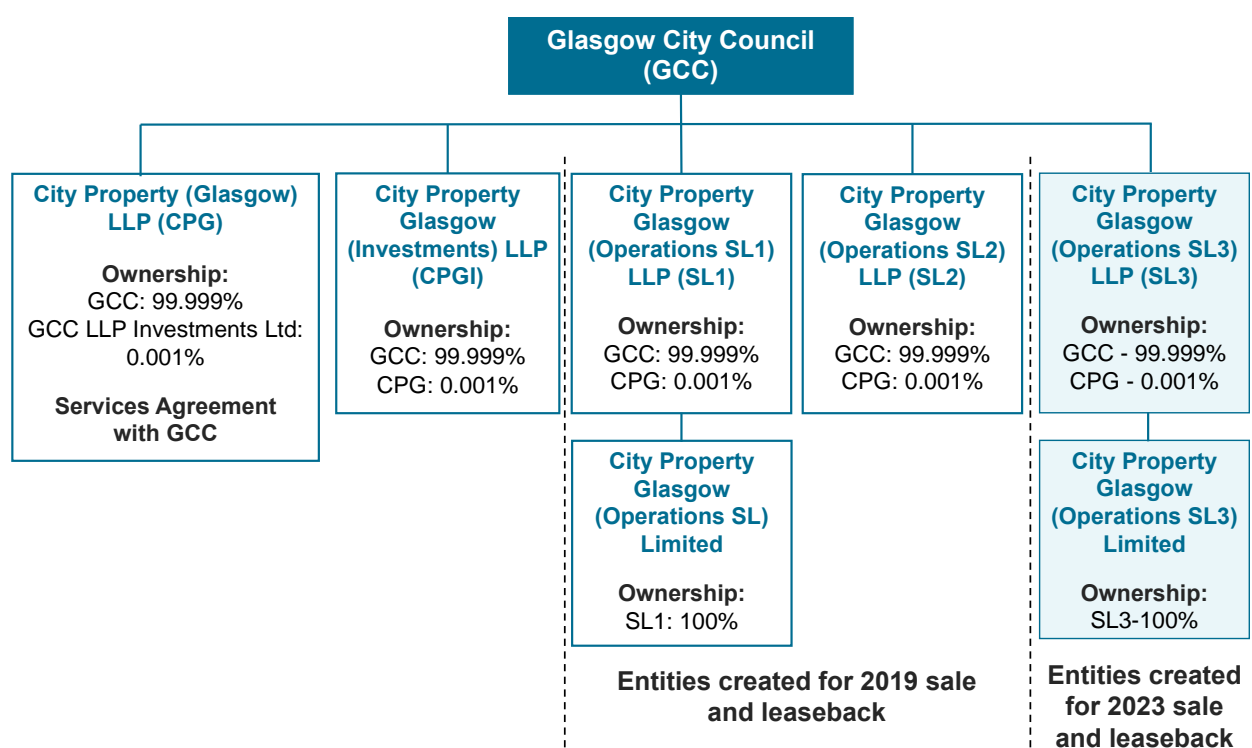 Glasgow City Council
(GCC)
City Property (Glasgow)
LLP (CPG)
Ownership:
GCC: 99.999%
GCC LLP Investments Ltd:
0.001%
Services Agreement
with GCC
City Property
Glasgow
(Investments) LLP
(CPGI)
Ownership:
GCC: 99.999%
CPG: 0.001%
City Property
Glasgow
(Operations SL1)
LLP (SL1)
Ownership:
GCC: 99.999%
CPG: 0.001%
City Property
Glasgow
(Operations SL2)
LLP (SL2)
Ownership:
GCC: 99.999%
CPG: 0.001%
City Property
Glasgow
(Operations SL3)
LLP (SL3)
Ownership:
GCC - 99.999%
CPG - 0.001%
City Property
Glasgow
(Operations SL)
Limited
Ownership:
SL1: 100%
City Property
Glasgow
(Operations SL3)
Limited
Ownership:
SL3-100%
Entities created for 2019 sale
and leaseback
Entities created
for 2023 sale
and leaseback